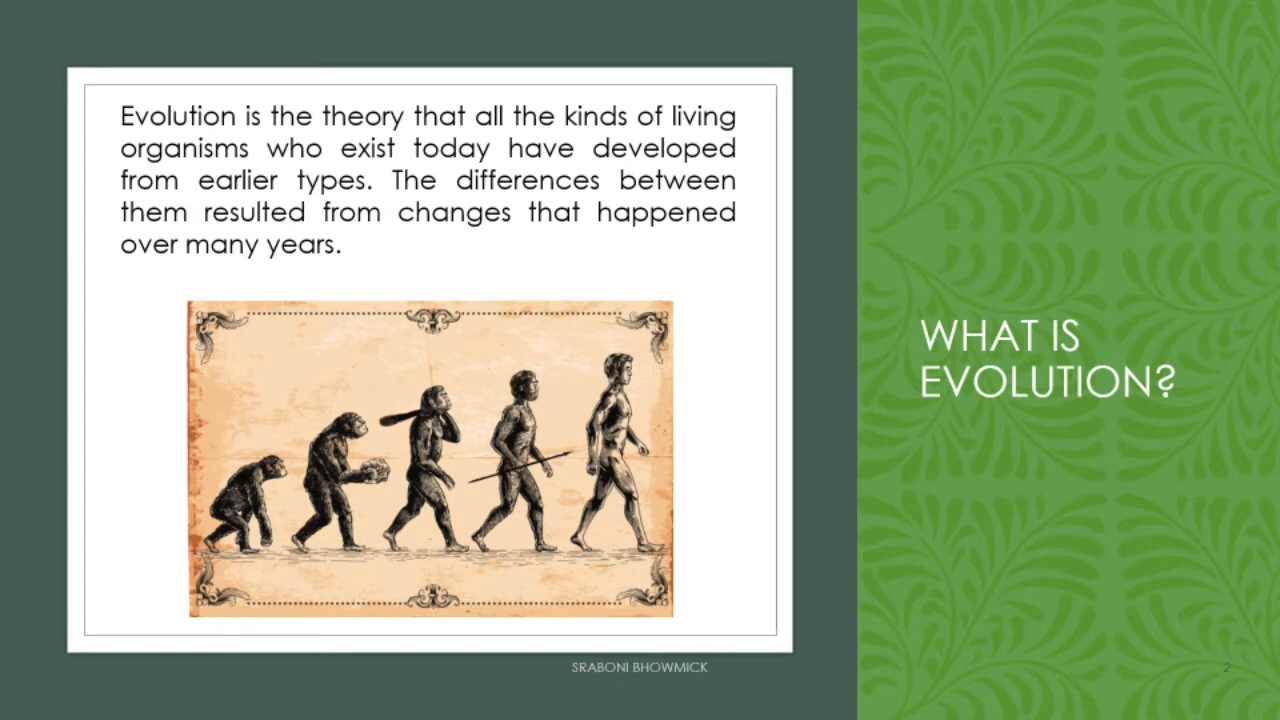 Evolution is the theory that all the kinds of living
organisms who exist today have developed
from earlier types. The differences between
them resulted from changes that happened
over many years.
WHAT IS
EVOLUTION?
SRABONI BHOWMICK
2